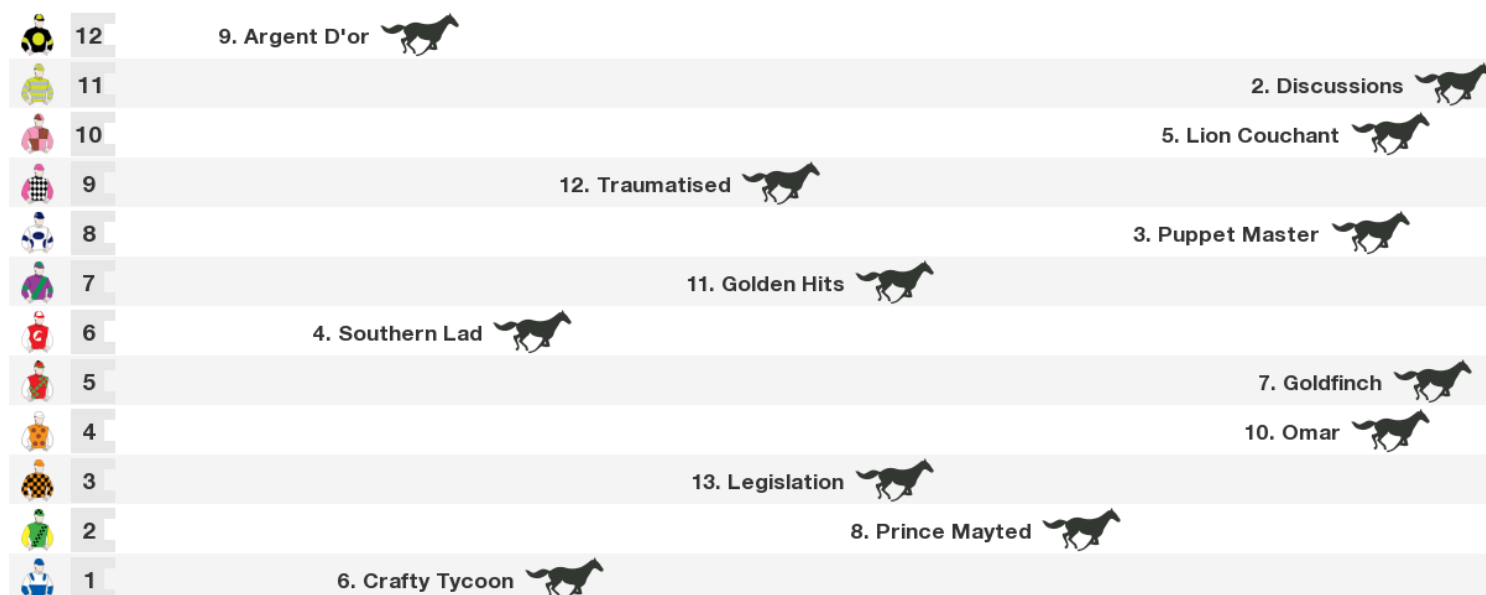 12 9. Argent D'or
11 2. Discussions
10 5. Lion Couchant
9 12. Traumatised
8 3. Puppet Master
7 11. Golden Hits
6 4. Southern Lad
5 7. Goldfinch
4 10. Omar
3 13. Legislation
2 8. Prince Mayted
1 6. Crafty Tycoon